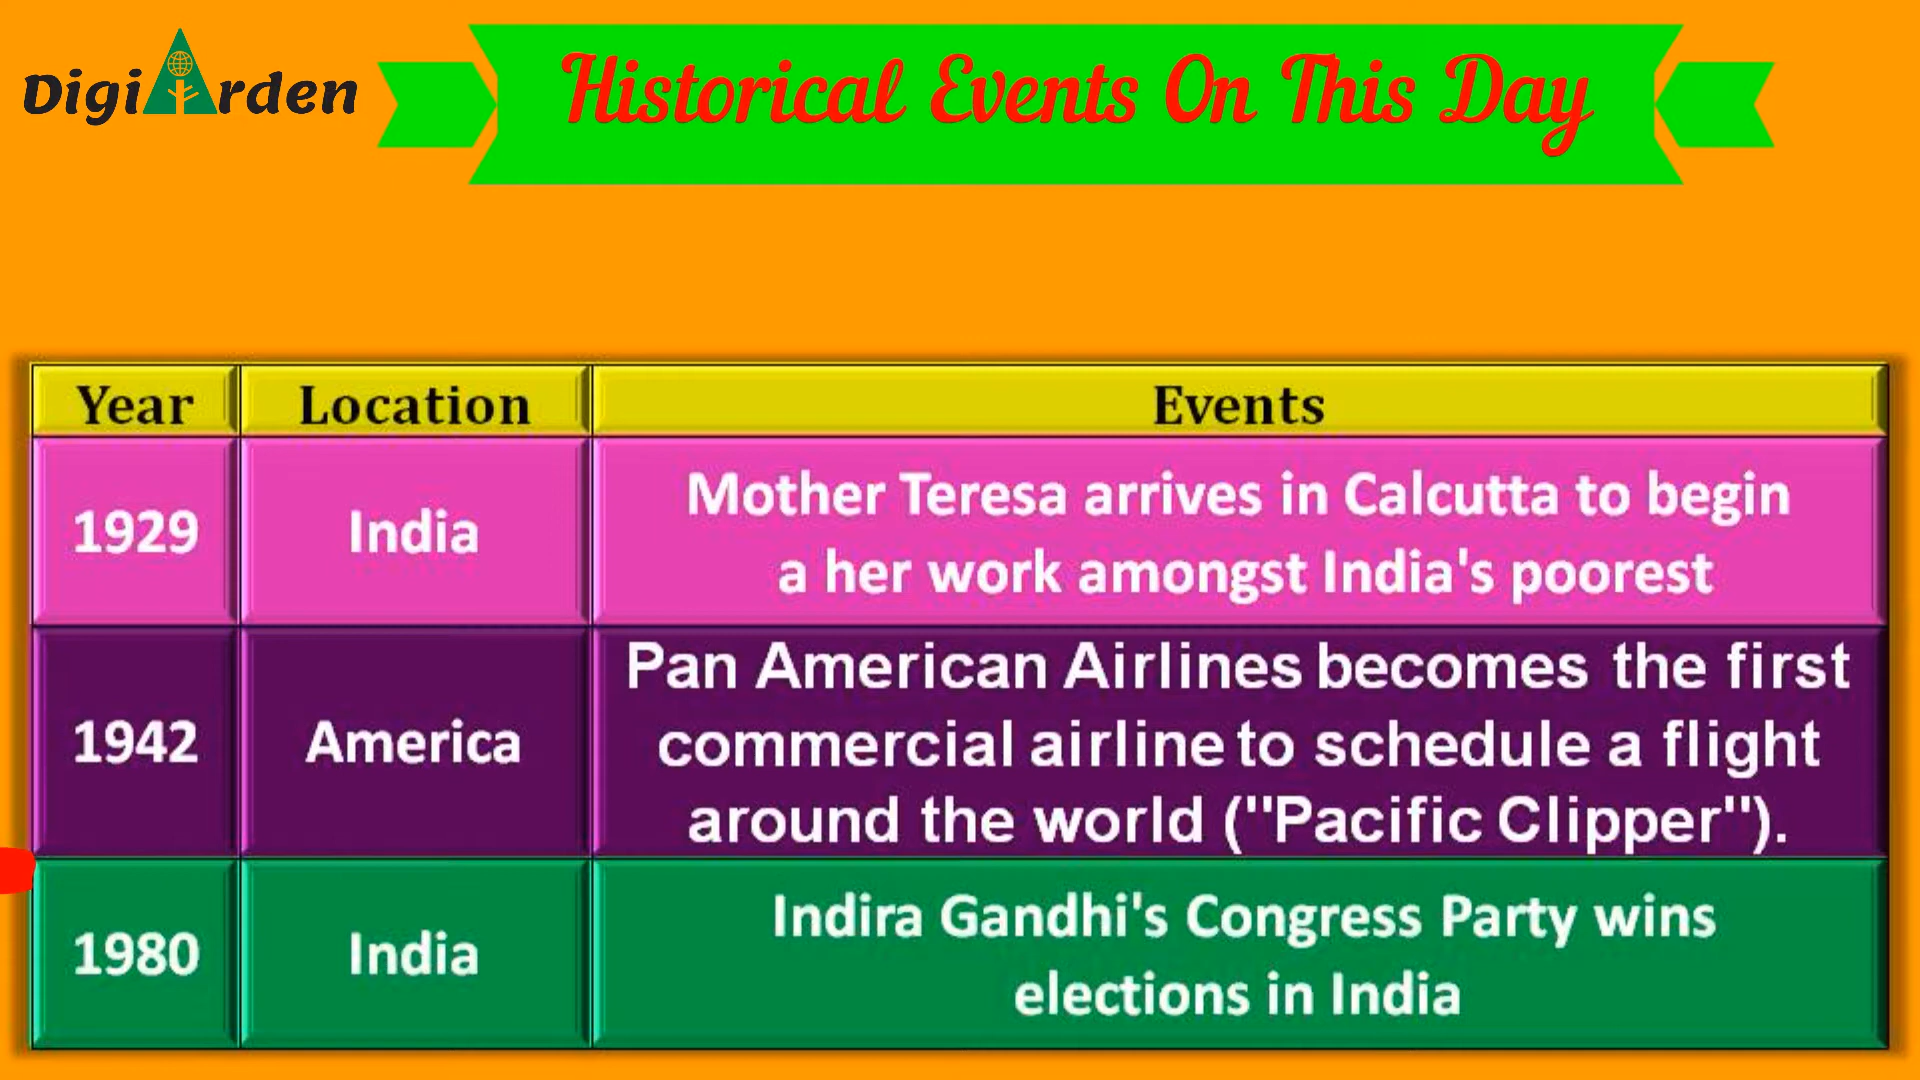 DigiArden
Historical Events On This Day
Year Location Events
1929 India Mother Teresa arrives in Calcutta to begin
a her work amongst India's poorest
1942 America Pan American Airlines becomes the first
commercial airline to schedule a flight
around the world ("Pacific Clipper").
1980 India Indira Gandhi's Congress Party wins
elections in India